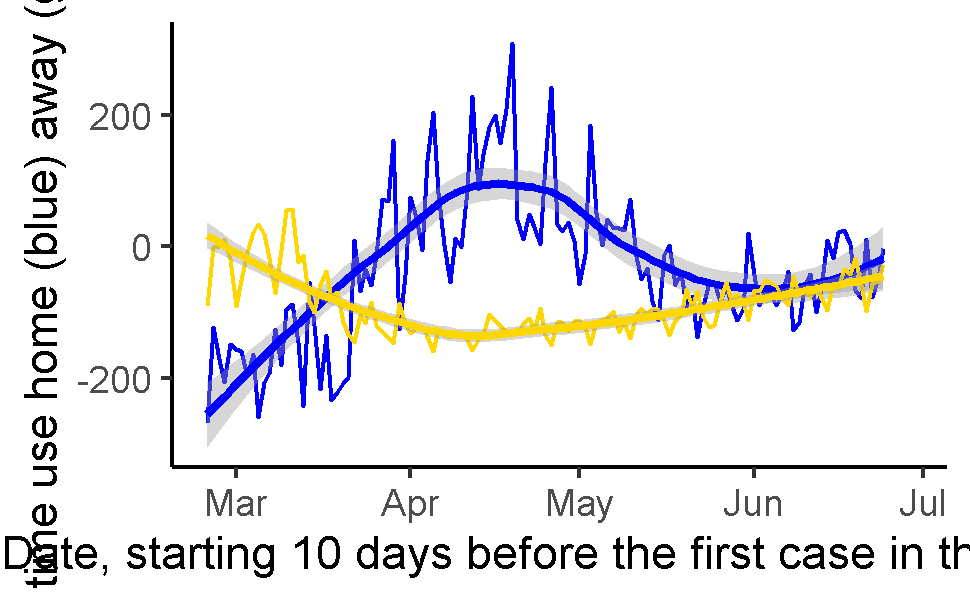 time use home (blue) away (
200
0
-200
Mar Apr May Jun Jul
Date, starting 10 days before the first case in